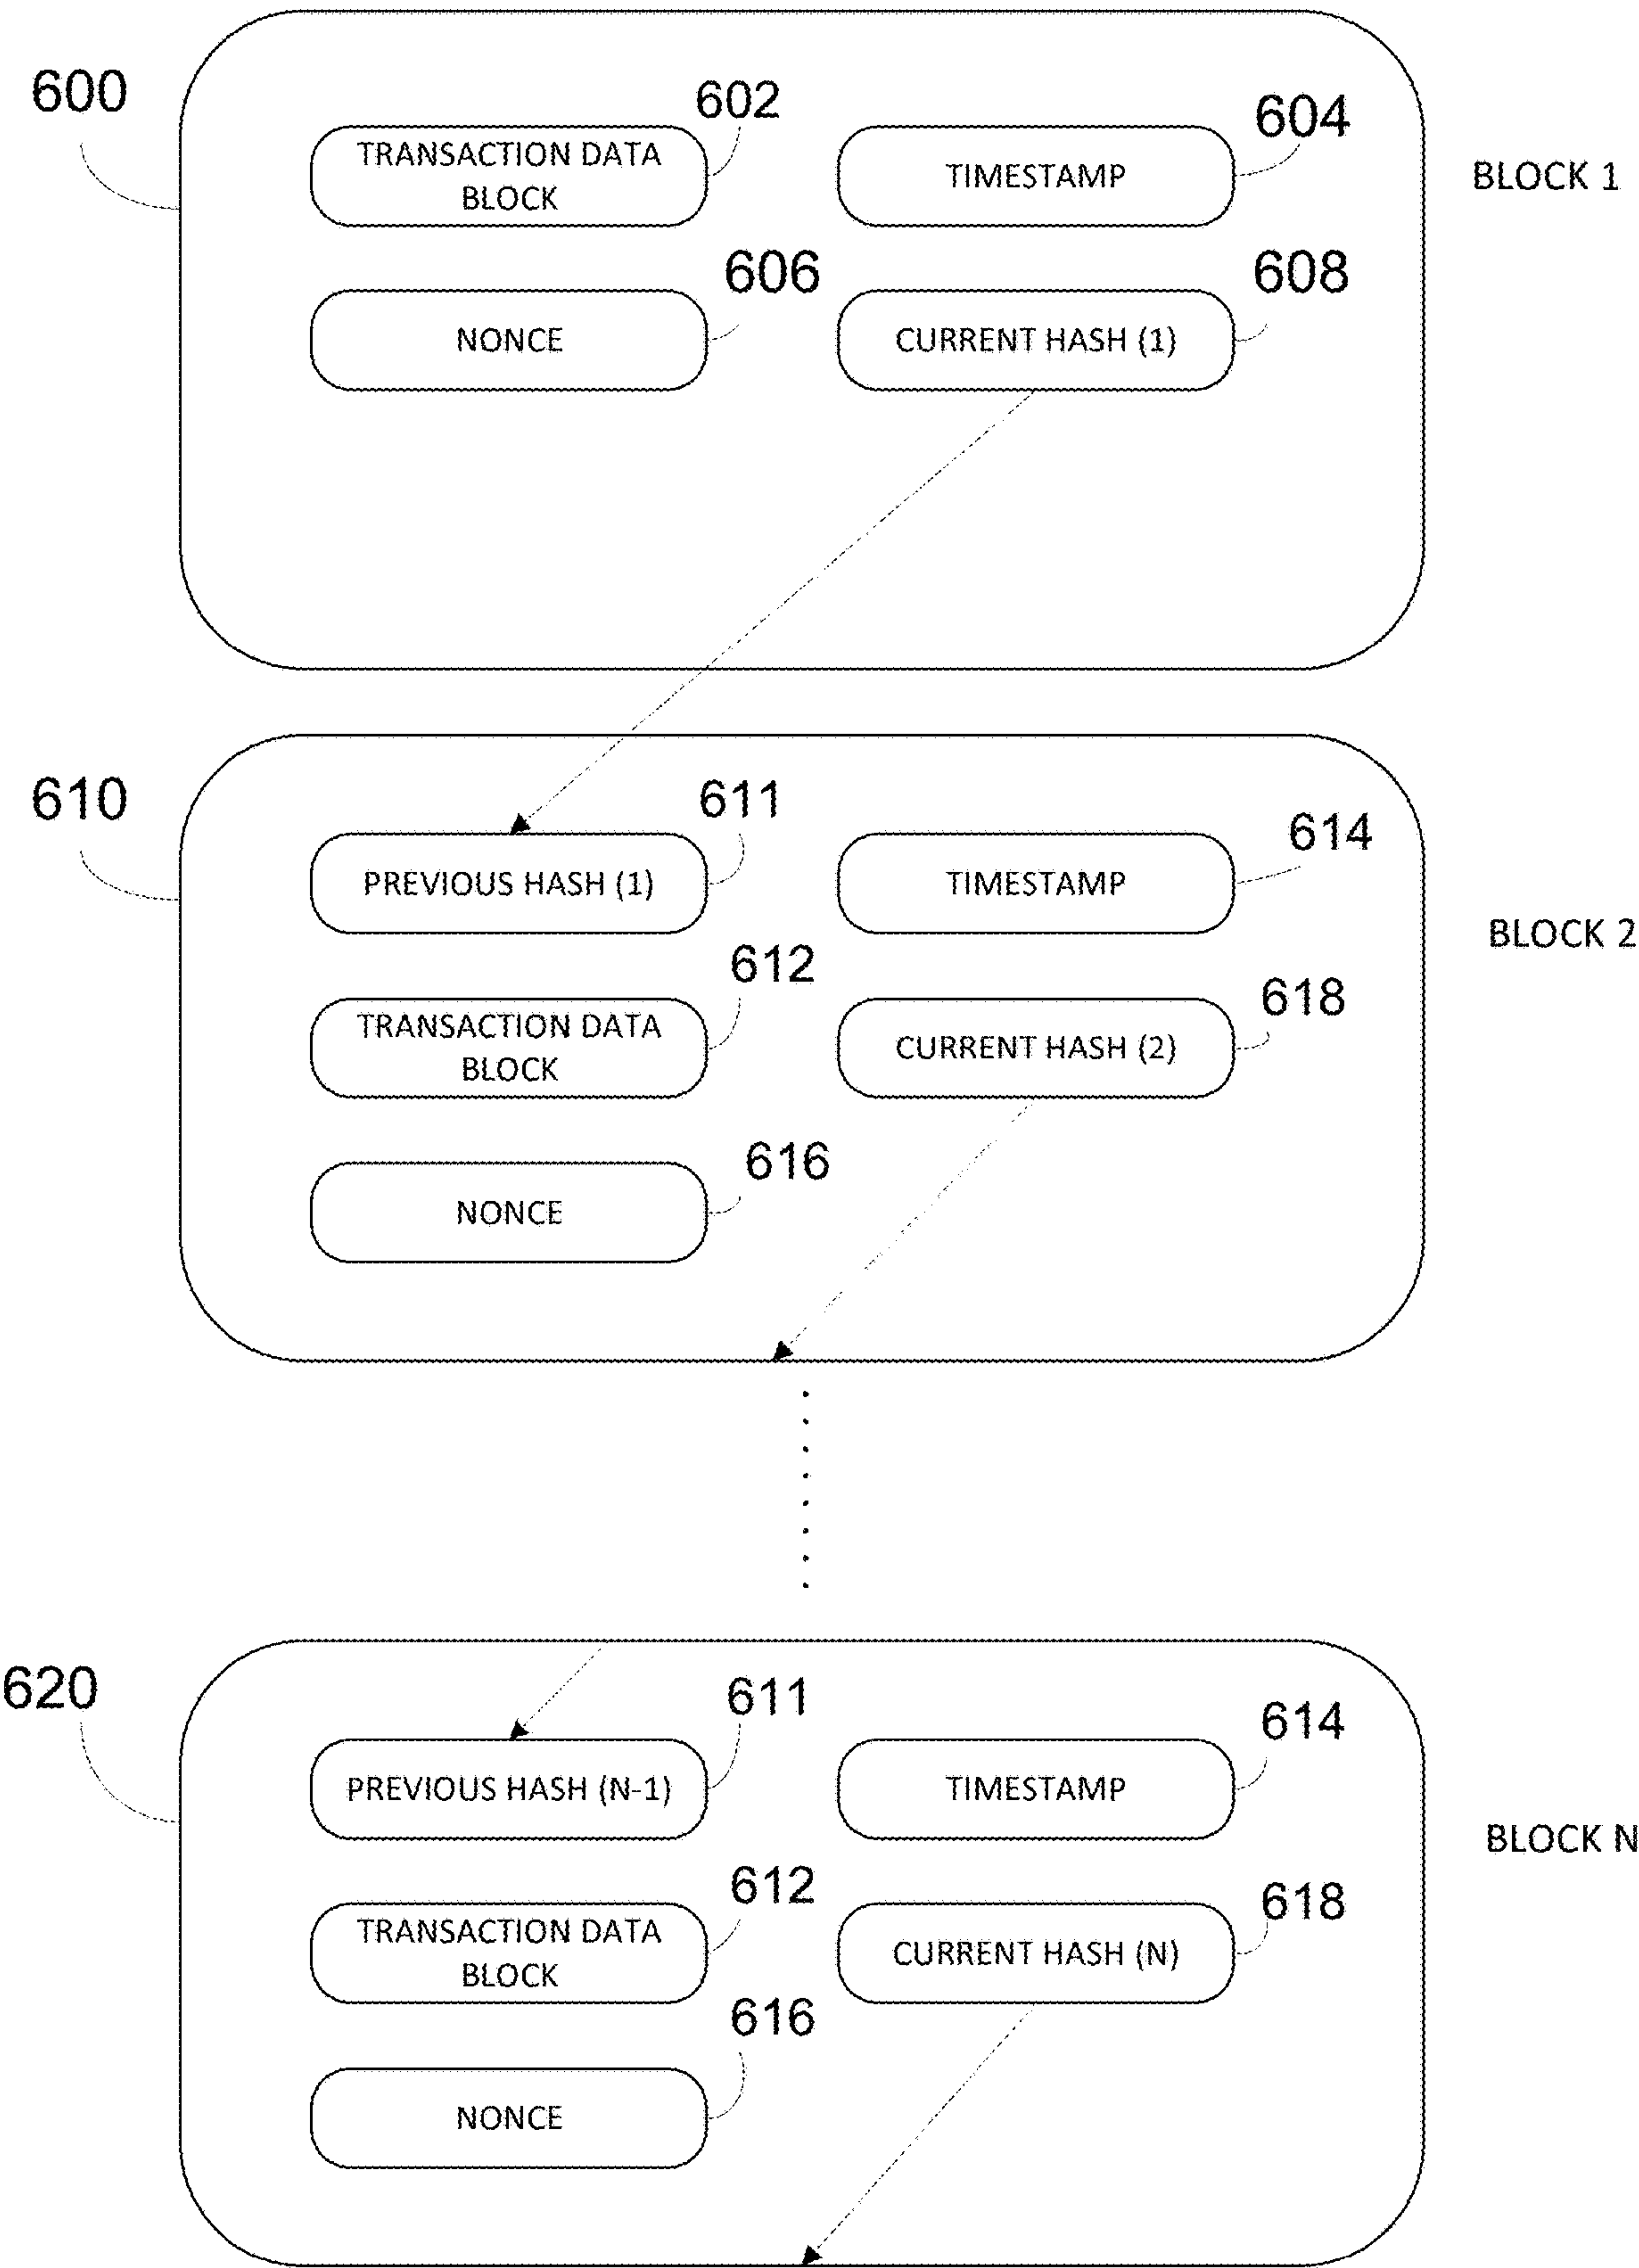 600
602
604
TRANSACTION DATA
BLOCK
TIMESTAMP
BLOCK 1
606
608
NONCE
CURRENT HASH (1)
610
611
614
PREVIOUS HASH (1)
TIMESTAMP
BLOCK 2
612
618
TRANSACTION DATA
BLOCK
CURRENT HASH (2)
616
NONCE
620
611
614
PREVIOUS HASH (N-1)
TIMESTAMP
BLOCK N
612
618
TRANSACTION DATA
BLOCK
CURRENT HASH (N)
616
NONCE